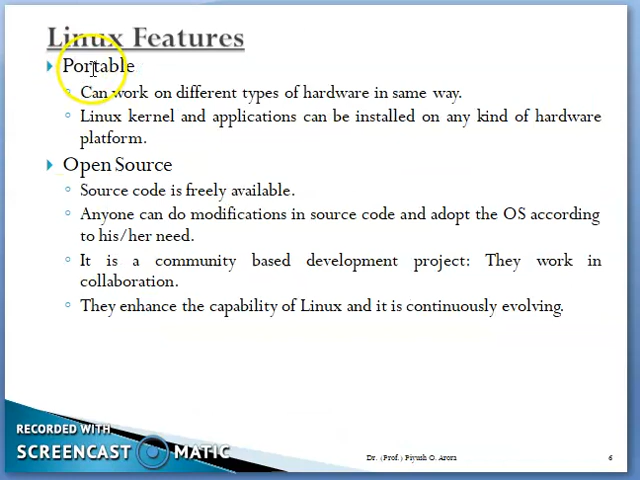 Linux Features
Portable
Can work on different types of hardware in same way.
Linux kernel and applications can be installed on any kind of hardware
platform.
Open Source
Source code is freely available.
Anyone can do modifications in source code and adopt the OS according
to his/her need.
It is a community based development project: They work in
collaboration.
They enhance the capability of Linux and it is continuously evolving.
RECORDED WITH
SCREENCAST MATIC
Dr. (Prof.) Piyush O. Arora
6